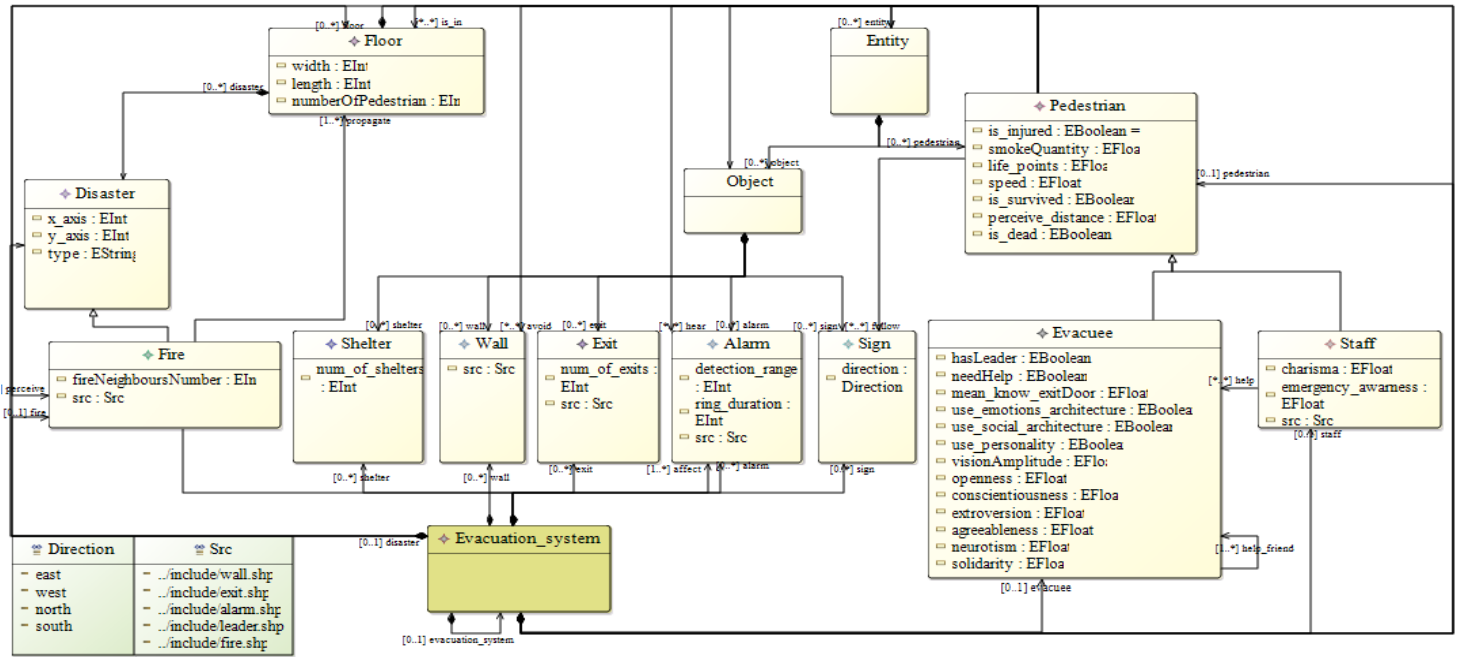 [0..*] floor
[*..*] is_in
[0..*] entity
Floor
width : EInt
length : EInt
numberOfPedestrian : EIn
[0..*] disaster
[1..*] propagate
Entity
[0..*] pedestrian
[0..*] object
Object
Pedestrian
is_injured : EBoolean =
smokeQuantity : EFloa
life_points : EFloa
speed : EFloat
is_survived : EBoolear
perceive_distance : EFloat
is_dead : EBoolean
[0..1] pedestrian
Disaster
x_axis : EInt
y_axis : EInt
type : EString
[0..*] shelter
[0..*] wall
[*..*] avoid
[0..*] exit
[*..*] hear
[0..*] alarm
[0..*] sign
[*..*] follow
Fire
fireNeighboursNumber : EIn
src : Src
perceive
[0..1] fire
Shelter
num_of_shelters
: EInt
Wall
src : Src
Exit
num_of_exits :
EInt
src : Src
Alarm
detection_range
: EInt
ring_duration :
EInt
src : Src
Sign
direction :
Direction
Evacuee
hasLeader : EBoolean
needHelp : EBoolean
mean_know_exitDoor : EFloat
use_emotions_architecture : EBoolea
use_social_architecture : EBoolear
use_personality : EBoolea
visionAmplitude : EFlo
openness : EFloat
conscientiousness : EFloa
extroversion : EFloat
agreeableness : EFloat
neurotism : EFloat
solidarity : EFloa
[*..*] help
Staff
charisma : EFloat
emergency_awarness :
EFloat
src : Src
[0..*] staff
[0..*] shelter
[0..*] wall
[0..*] exit
[1..*] affect
[0..*] alarm
[0..*] sign
[1..*] help_friend
[0..1] evacuee
[0..1] disaster
Evacuation_system
[0..1] evacuation_system
Direction
east
west
north
south
Src
../include/wall.shp
../include/exit.shp
../include/alarm.shp
../include/leader.shp
../include/fire.shp